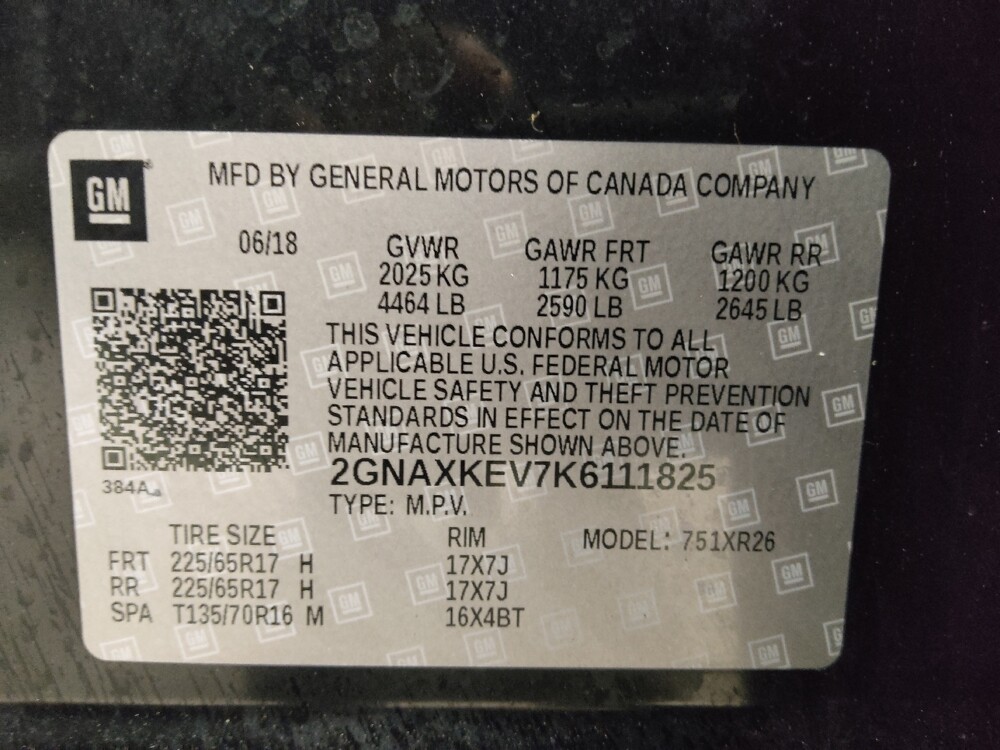 GM
MFD BY GENERAL MOTORS OF CANADA COMPANY
06/18 GVWR GAWR FRT GAWR RR
2025 KG 1175 KG 1200 KG
4464 LB 2590 LB 2645 LB
THIS VEHICLE CONFORMS TO ALL
APPLICABLE U.S. FEDERAL MOTOR
VEHICLE SAFETY AND THEFT PREVENTION
STANDARDS IN EFFECT ON THE DATE OF
MANUFACTURE SHOWN ABOVE.
384A
2GNAXKEV7K6111825
TYPE: M.P.V.
TIRE SIZE RIM MODEL: 751XR26
FRT 225/65R17 H 17X7J
RR 225/65R17 H 17X7J
SPA T135/70R16 M 16X4BT